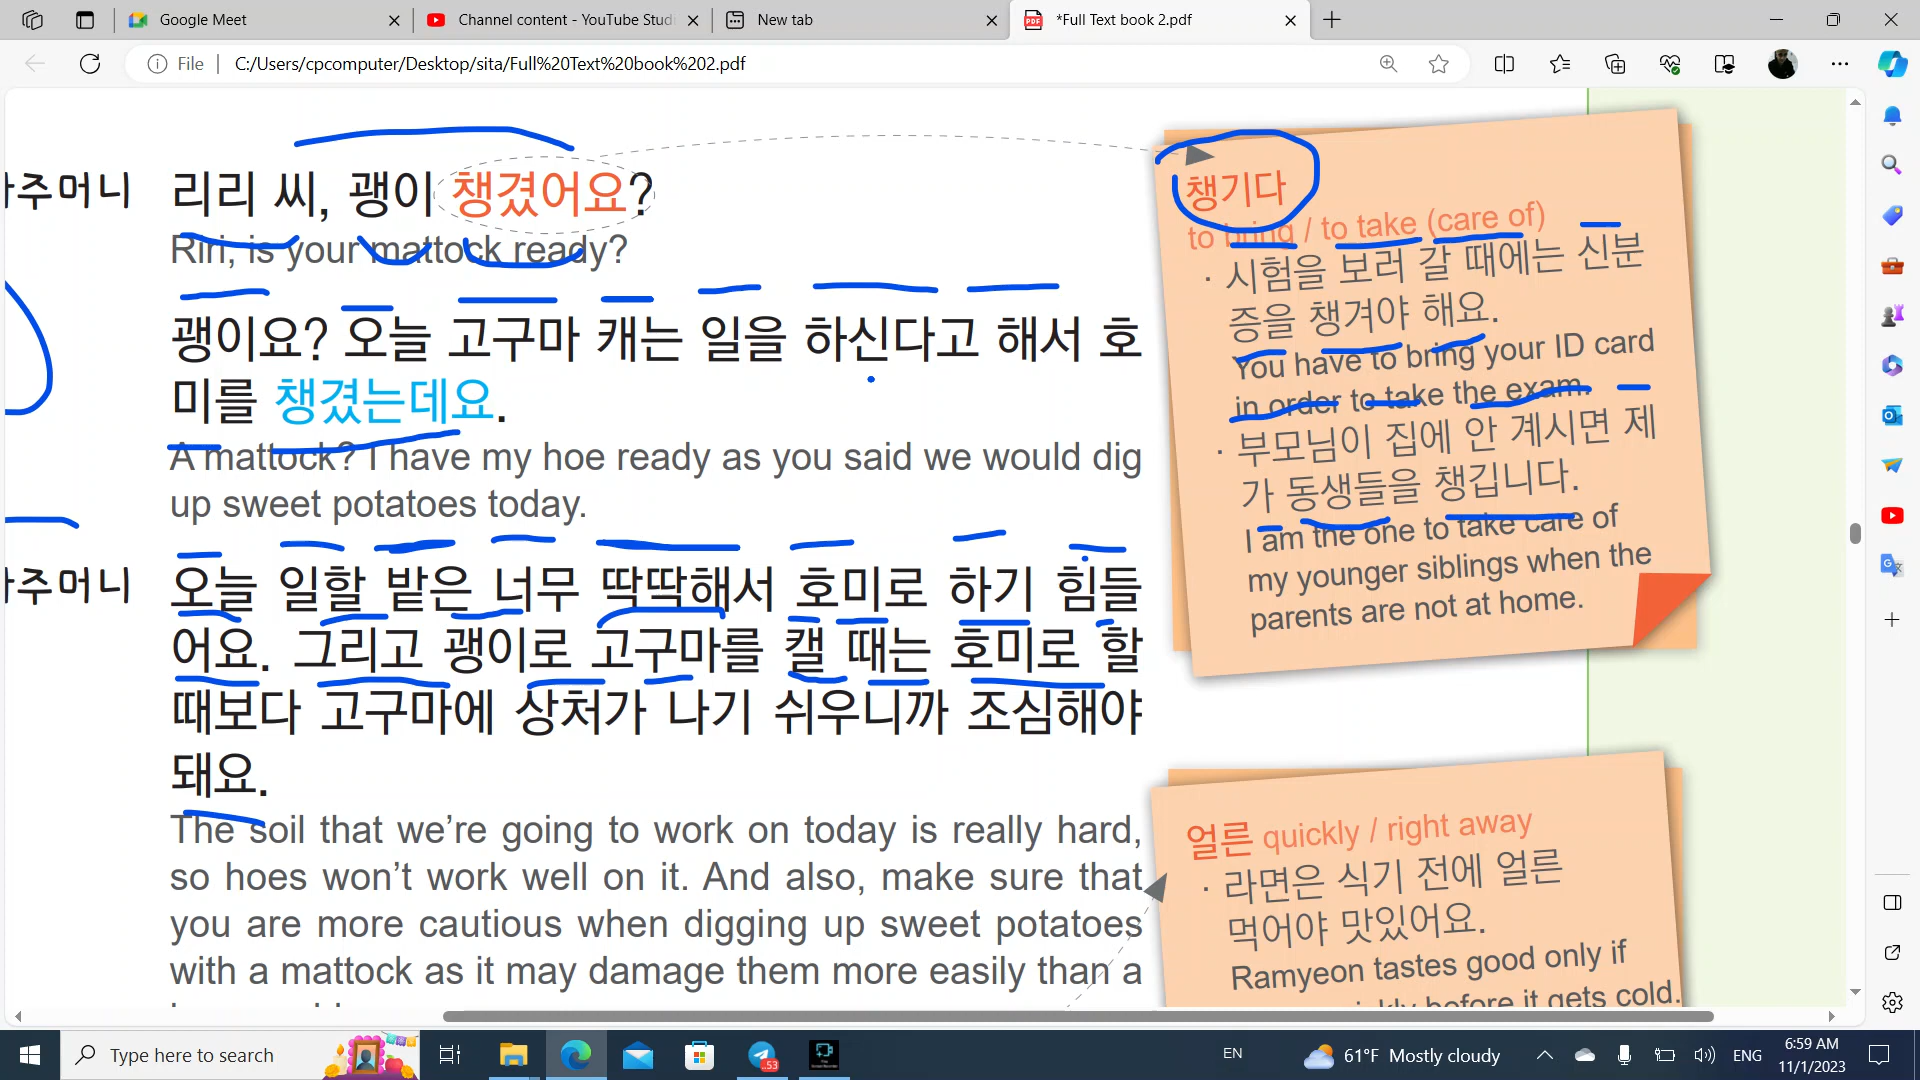 Google Meet
Channel content - YouTube Stud
New tab
*Full Text book 2.pdf
File
C:/Users/cpcomputer/Desktop/sita/Full%20Text%20book%202.pdf
주머니
리리 씨, 괭이 챙겼어요?
Riri, is your mattock ready?
괭이요? 오늘 고구마 캐는 일을 하신다고 해서 호
미를 챙겼는데요.
A mattock? I have my hoe ready as you said we would dig
up sweet potatoes today.
주머니
오늘 일할 밭은 너무 딱딱해서 호미로 하기 힘들
어요. 그리고 괭이로 고구마를 캘 때는 호미로 할
때보다 고구마에 상처가 나기 쉬우니까 조심해야
돼요.
The soil that we're going to work on today is really hard,
so hoes won't work well on it. And also, make sure that
you are more cautious when digging up sweet potatoes
with a mattock as it may damage them more easily than a
챙기다
to bring / to take (care of)
· 시험을 보러 갈 때에는 신분
증을 챙겨야 해요.
You have to bring your ID card
in order to take the exam.
· 부모님이 집에 안 계시면 제
가 동생들을 챙깁니다.
I am the one to take care of
my younger siblings when the
parents are not at home.
얼른 quickly / right away
· 라면은 식기 전에 얼른
먹어야 맛있어요.
Ramyeon tastes good only if
before it gets cold.
Type here to search
.53
EN
61°F Mostly cloudy
ENG
6:59 AM
11/1/2023